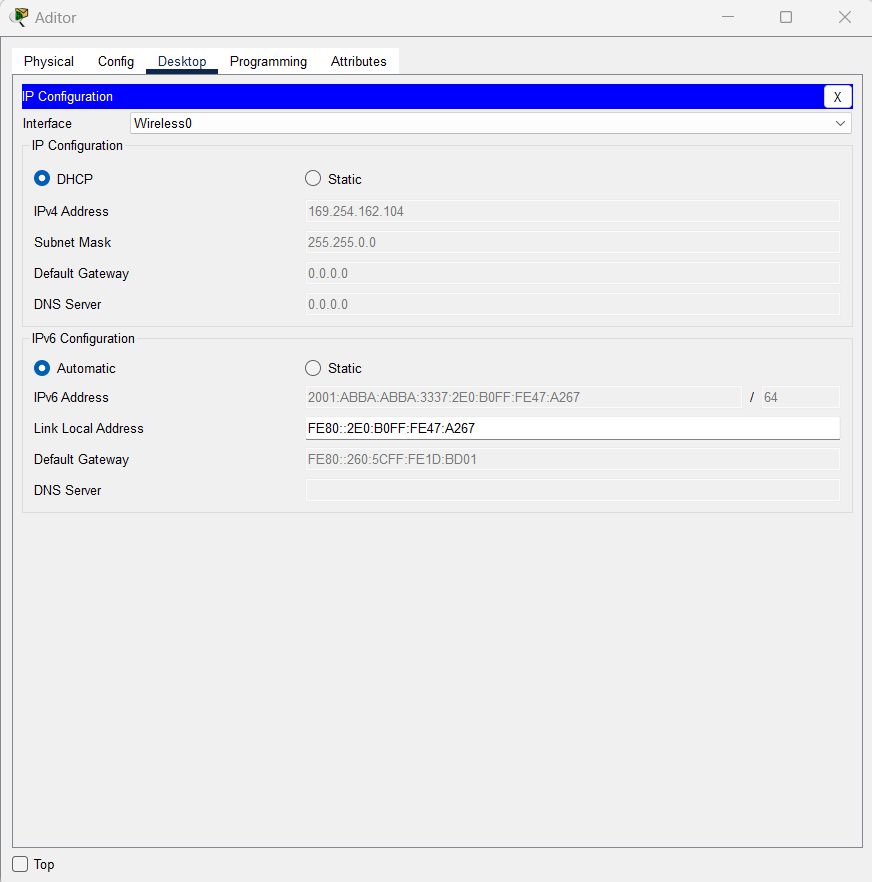 Aditor
Physical Config Desktop Programming Attributes
IP Configuration X
Interface Wireless0
IP Configuration
DHCP Static
IPv4 Address 169.254.162.104
Subnet Mask 255.255.0.0
Default Gateway 0.0.0.0
DNS Server 0.0.0.0
IPv6 Configuration
Automatic Static
IPv6 Address 2001:ABBA:ABBA:3337:2E0:B0FF:FE47:A267 / 64
Link Local Address FE80::2E0:B0FF:FE47:A267
Default Gateway FE80::260:5CFF:FE1D:BD01
DNS Server
Top